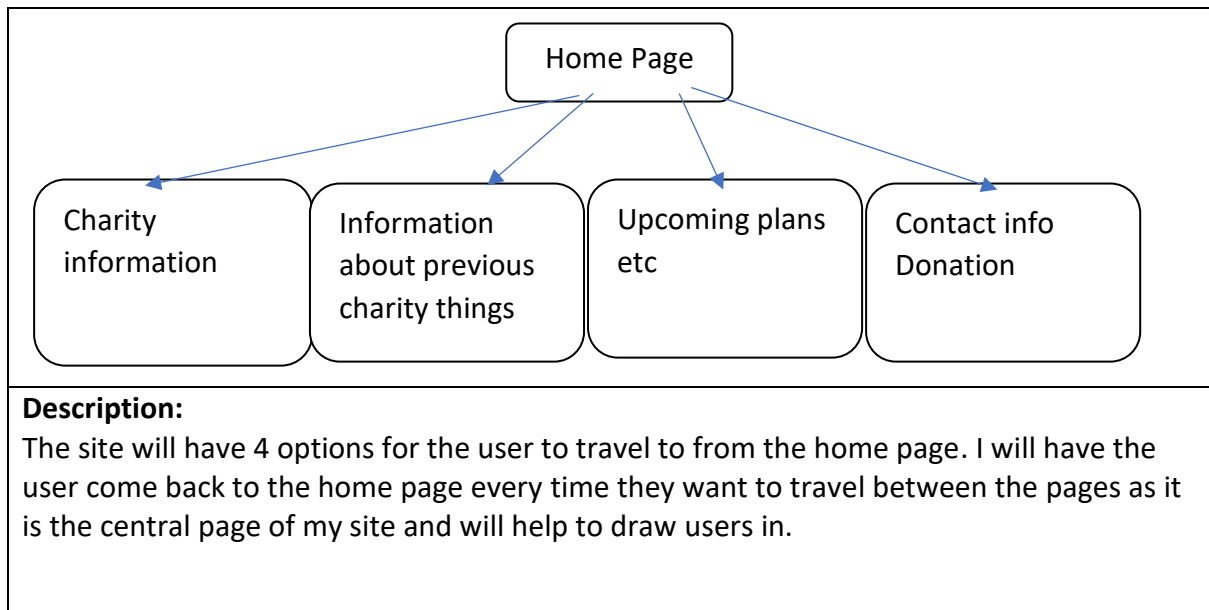 Home Page
Charity
information
Information
about previous
charity things
Upcoming plans
etc
Contact info
Donation
Description:
The site will have 4 options for the user to travel to from the home page. I will have the
user come back to the home page every time they want to travel between the pages as it
is the central page of my site and will help to draw users in.